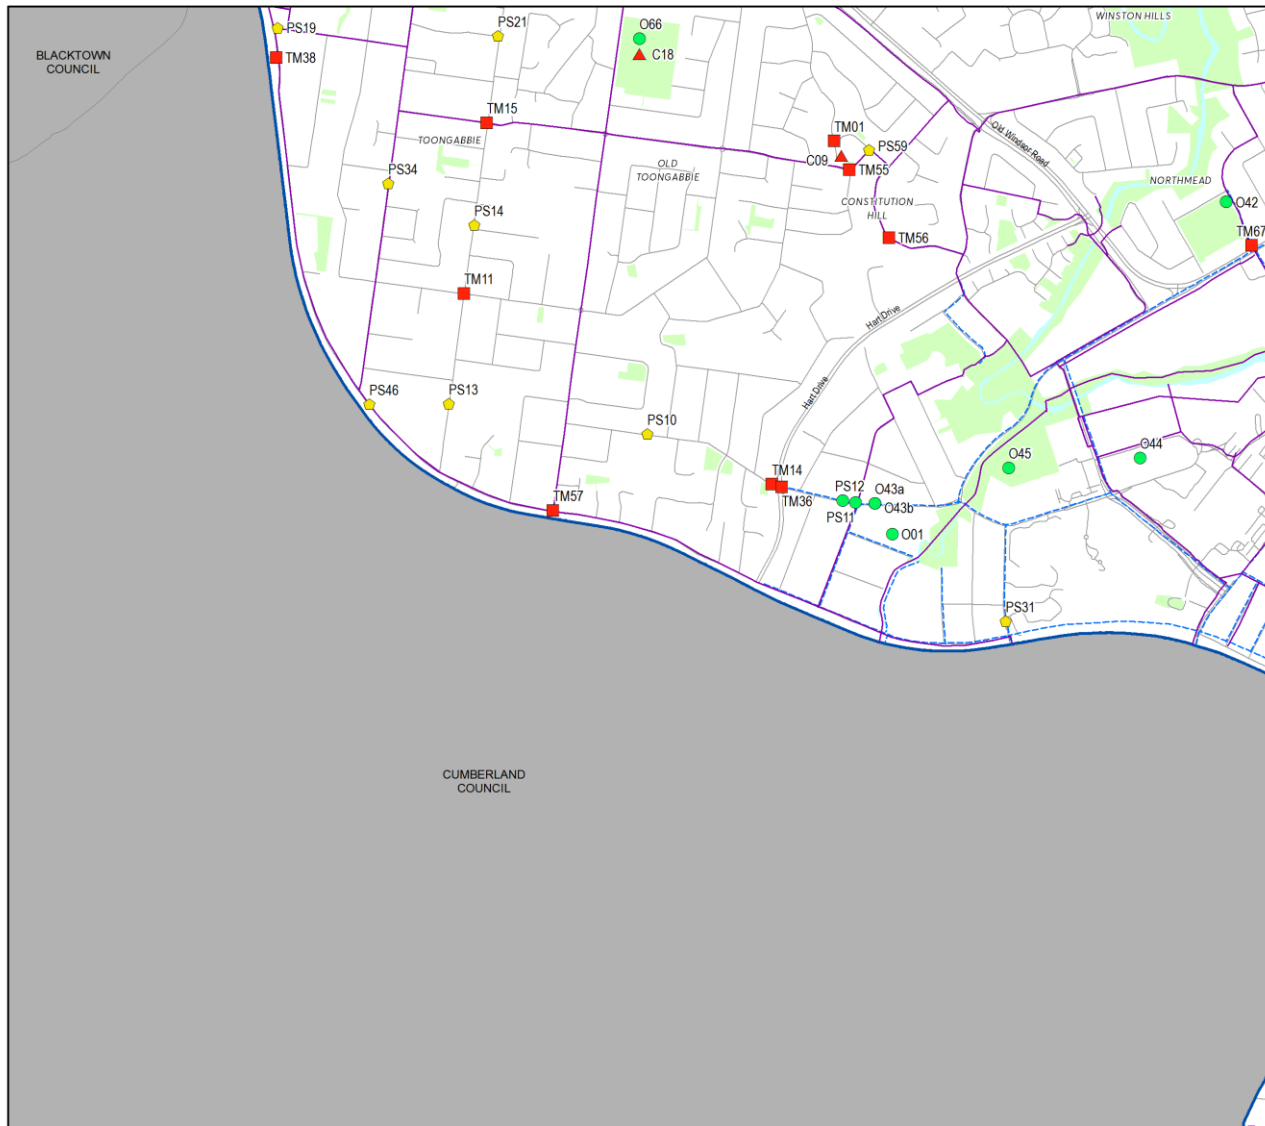 WINSTON HILLS
PS19
PS21
O66
BLACKTOWN
COUNCIL
TM38
C18
TM15
Old Windsor Road
TOONGABBIE
TM01
PS59
C09
OLD
TOONGABBIE
TM55
PS34
NORTHMEAD
CONSTITUTION
HILL
O42
PS14
TM56
TM67
TM11
Hart Drive
Hart Drive
PS46
PS13
PS10
O45
O44
TM14
TM57
TM36
PS12
O43a
PS11
O43b
O01
PS31
CUMBERLAND
COUNCIL